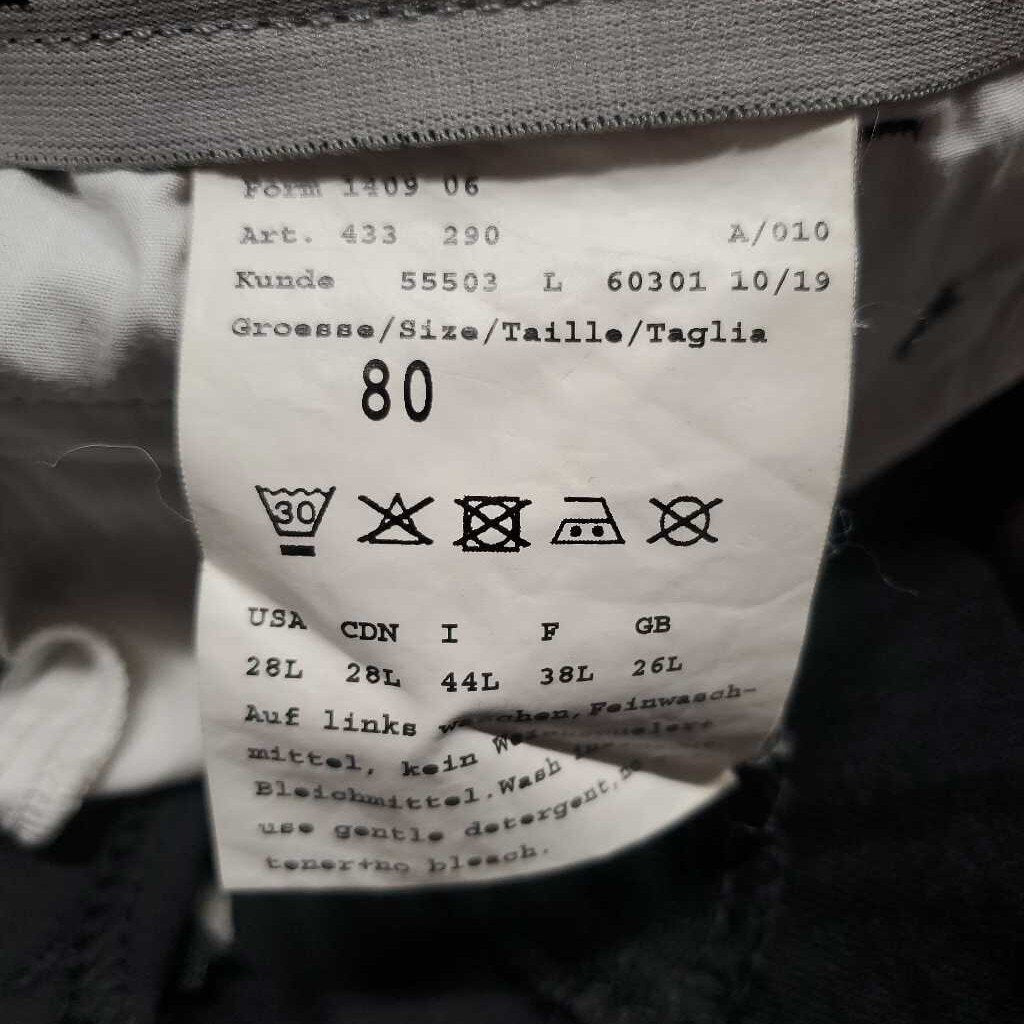 Form 1409 06
Art. 433 290 A/010
Kunde 55503 L 60301 10/19
Groesse/Size/Taille/Taglia
80
30
USA CDN I F GB
28L 28L 44L 38L 26L
Auf links waschen, Feinwasch-
mittel, kein
Bleichmittel. Wash
use gentle detergent,
tener+no bleach.